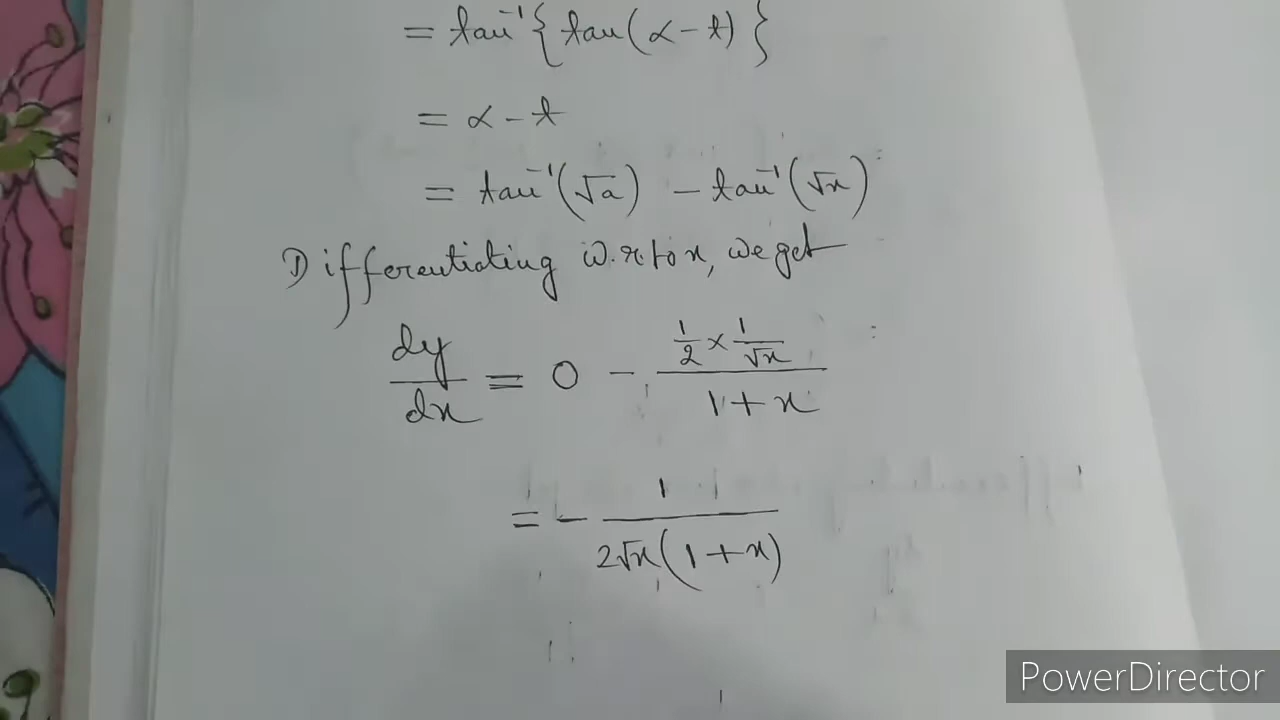 = tan⁻¹{tan(α-t)}
= α-t
= tan⁻¹(√a) - tan⁻¹(√x)
Differentiating w.r.to x, we get
dy/dx = 0 - (1/2 × 1/√x)/(1+x)
= - 1/(2√x(1+x))
PowerDirector